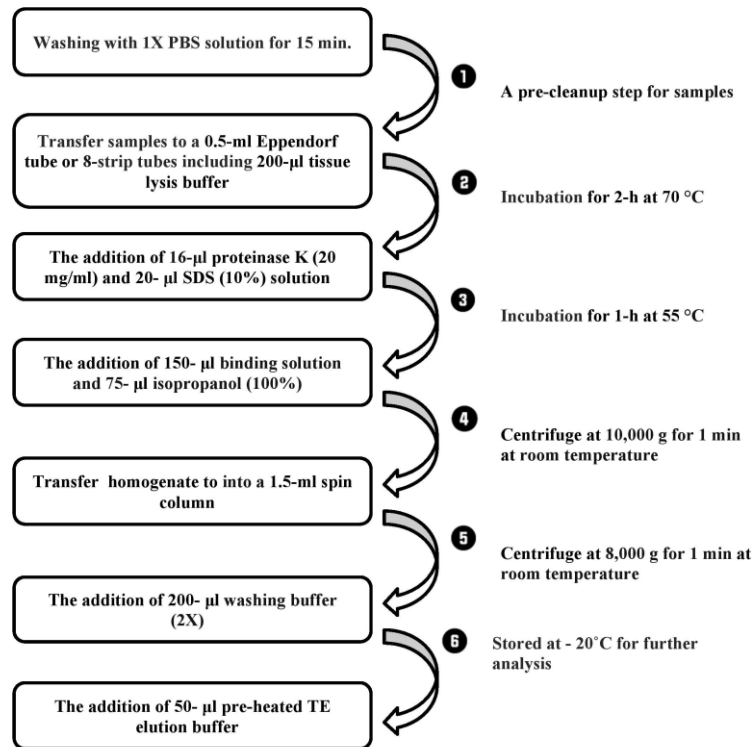 Washing with 1X PBS solution for 15 min.
1
A pre-cleanup step for samples
Transfer samples to a 0.5-ml Eppendorf
tube or 8-strip tubes including 200-µl tissue
lysis buffer
2
Incubation for 2-h at 70 °C
The addition of 16-µl proteinase K (20
mg/ml) and 20- µl SDS (10%) solution
3
Incubation for 1-h at 55 °C
The addition of 150- µl binding solution
and 75- µl isopropanol (100%)
4
Centrifuge at 10,000 g for 1 min
at room temperature
Transfer homogenate to into a 1.5-ml spin
column
5
Centrifuge at 8,000 g for 1 min at
room temperature
The addition of 200- µl washing buffer
(2X)
6
Stored at - 20˚C for further
analysis
The addition of 50- µl pre-heated TE
elution buffer